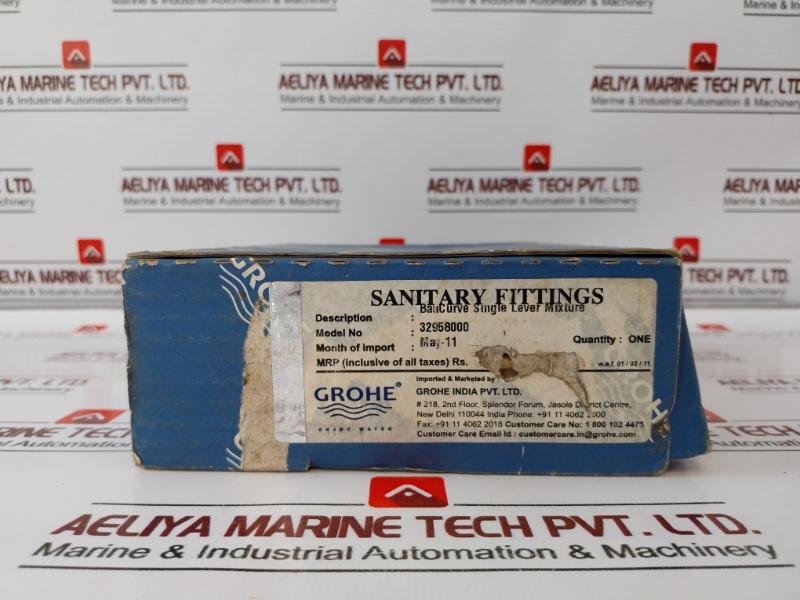 AELIYA MARINE TECH PVT. LTD.
Marine & Industrial Automation & Machinery
AELIYA MARINE TECH PVT. LTD.
Marine & Industrial Automation & Machinery
AELIYA MARINE TECH PVT. LTD.
Marine & Industrial Automation & Machinery
AELIYA MARINE TECH PVT. LTD.
Marine & Industrial Automation & Machinery
AELIYA MARINE TECH PVT. LTD.
Marine & Industrial Automation & Machinery
GROHE
SANITARY FITTINGS
Description : BauCurve Single Lever Mixture
Model No : 32958000
Month of import : May-11 Quantity : ONE
MRP (inclusive of all taxes) Rs. w.e.f. 01 / 02 / 11
GROHE®
ENJOY WATER
Imported & Marketed by :
GROHE INDIA PVT. LTD.
# 218, 2nd Floor, Splendor Forum, Jasola District Centre,
New Delhi 110044 India Phone: +91 11 4062
Fax: +91 11 4062 2018 Customer Care No: 1 800 102 4475
Customer Care Email Id : customercare.in@grohe.com
AELIYA MARINE TECH PVT. LTD.
Marine & Industrial Automation & Machinery